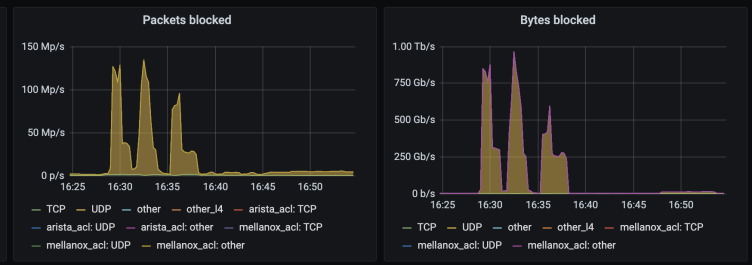 Packets blocked
150 Mp/s
100 Mp/s
50 Mp/s
0 p/s
16:25 16:30 16:35 16:40 16:45 16:50
TCP UDP other other_l4 arista_acl: TCP
arista_acl: UDP arista_acl: other mellanox_acl: TCP
mellanox_acl: UDP mellanox_acl: other
Bytes blocked
1.00 Tb/s
750 Gb/s
500 Gb/s
250 Gb/s
0 b/s
16:25 16:30 16:35 16:40 16:45 16:50
TCP UDP other other_l4 mellanox_acl: TCP
mellanox_acl: UDP mellanox_acl: other